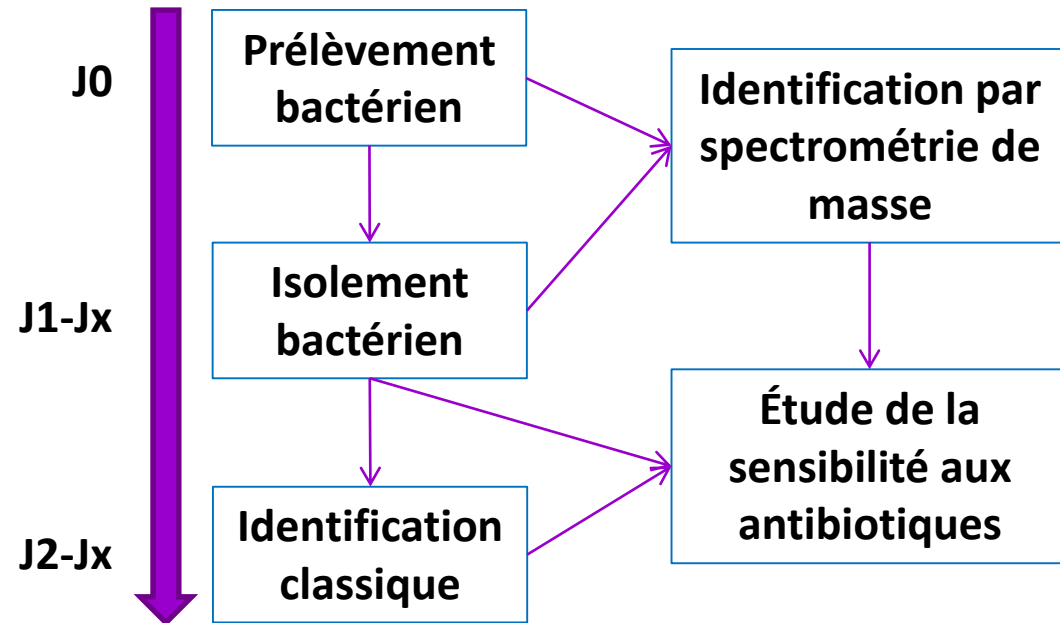 J0
Prélèvement
bactérien
Identification par
spectrométrie de
masse
J1-Jx
Isolement
bactérien
Étude de la
sensibilité aux
antibiotiques
J2-Jx
Identification
classique